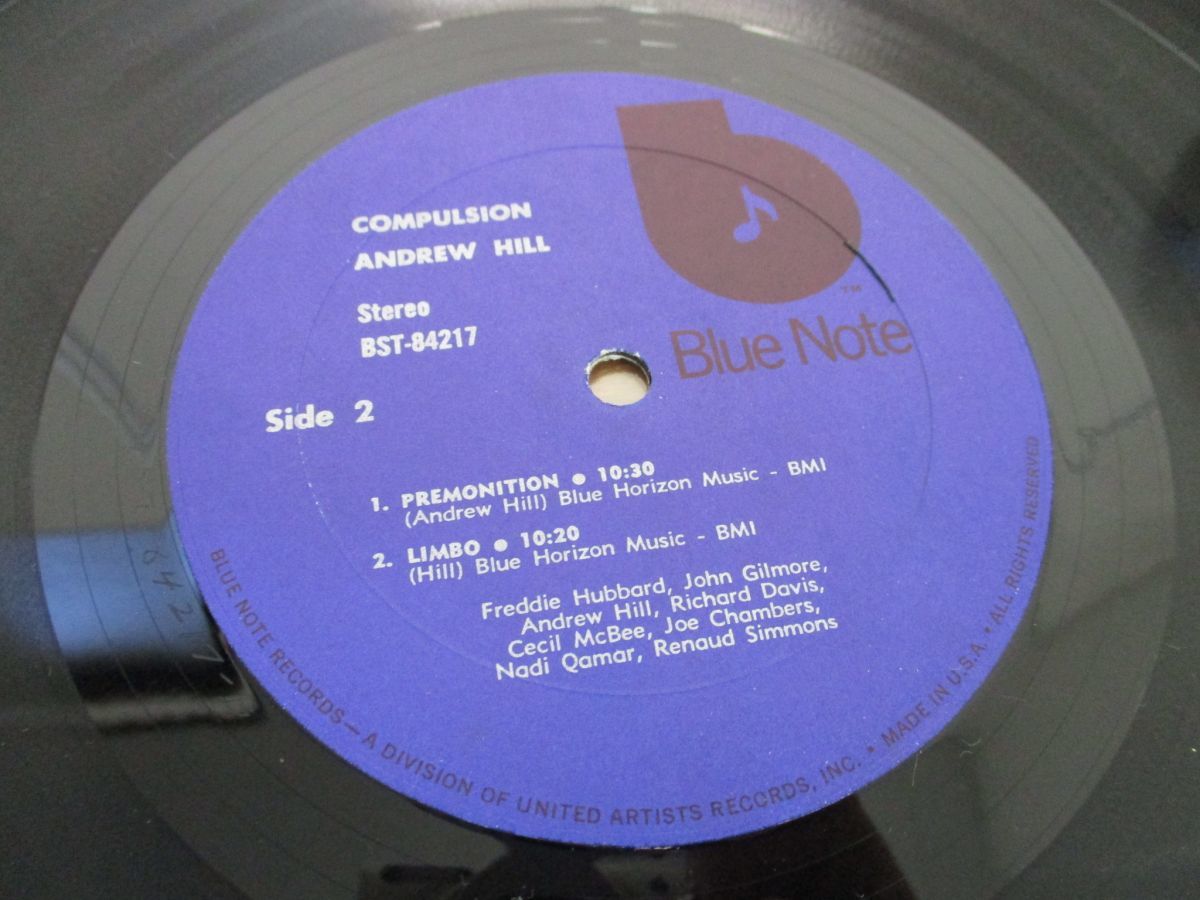 COMPULSION
ANDREW HILL
Stereo
BST-84217
Side 2
TM
Blue Note
1. PREMONITION • 10:30
(Andrew Hill) Blue Horizon Music - BMI
2. LIMBO • 10:20
(Hill) Blue Horizon Music - BMI
Freddie Hubbard, John Gilmore,
Andrew Hill, Richard Davis,
Cecil McBee, Joe Chambers,
Nadi Qamar, Renaud Simmons
BLUE NOTE RECORDS—A DIVISION OF UNITED ARTISTS RECORDS, INC. • MADE IN U.S.A. • ALL RIGHTS RESERVED